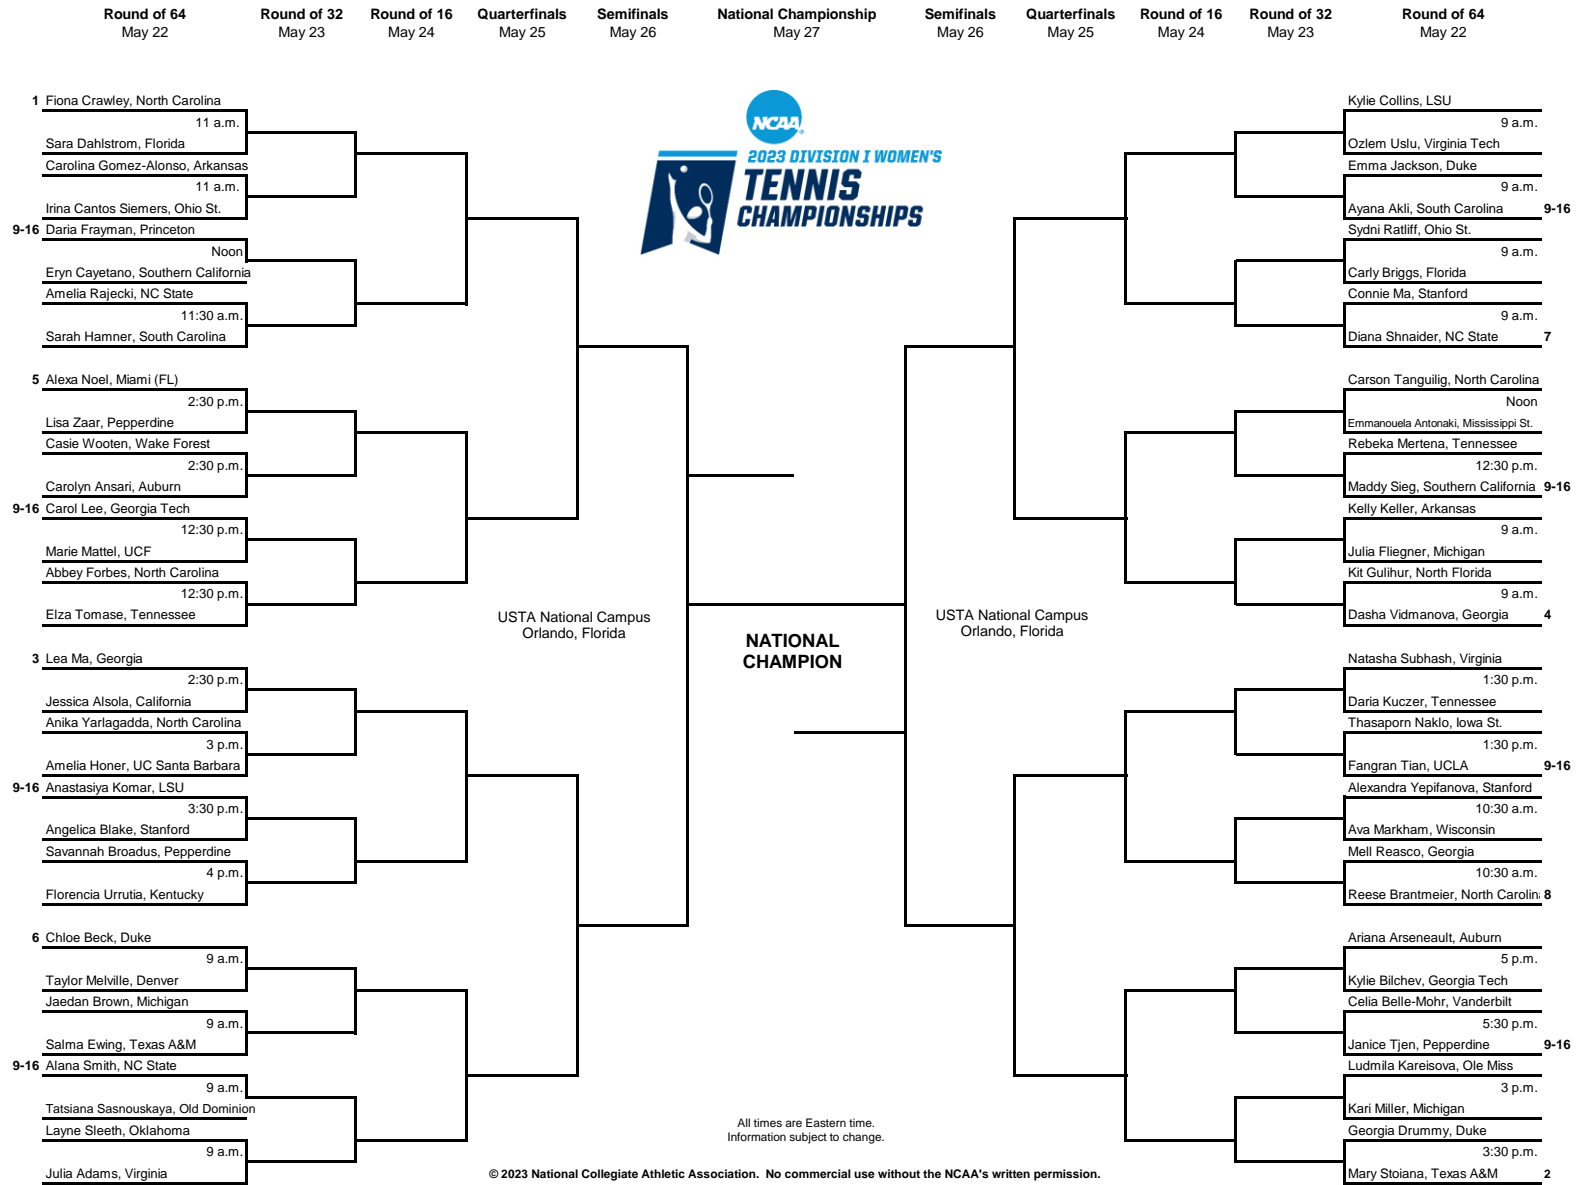 Round of 64 Round of 32 Round of 16 Quarterfinals Semifinals National Championship Semifinals Quarterfinals Round of 16 Round of 32 Round of 64
May 22 May 23 May 24 May 25 May 26 May 27 May 26 May 25 May 24 May 23 May 22
NCAA
2023 DIVISION I WOMEN'S
TENNIS
CHAMPIONSHIPS
1 Fiona Crawley, North Carolina
11 a.m.
Sara Dahlstrom, Florida
Carolina Gomez-Alonso, Arkansas
11 a.m.
Irina Cantos Siemers, Ohio St.
9-16 Daria Frayman, Princeton
Noon
Eryn Cayetano, Southern California
Amelia Rajecki, NC State
11:30 a.m.
Sarah Hamner, South Carolina
5 Alexa Noel, Miami (FL)
2:30 p.m.
Lisa Zaar, Pepperdine
Casie Wooten, Wake Forest
2:30 p.m.
Carolyn Ansari, Auburn
9-16 Carol Lee, Georgia Tech
12:30 p.m.
Marie Mattel, UCF
Abbey Forbes, North Carolina
12:30 p.m.
Elza Tomase, Tennessee
3 Lea Ma, Georgia
2:30 p.m.
Jessica Alsola, California
Anika Yarlagadda, North Carolina
3 p.m.
Amelia Honer, UC Santa Barbara
9-16 Anastasiya Komar, LSU
3:30 p.m.
Angelica Blake, Stanford
Savannah Broadus, Pepperdine
4 p.m.
Florencia Urrutia, Kentucky
6 Chloe Beck, Duke
9 a.m.
Taylor Melville, Denver
Jaedan Brown, Michigan
9 a.m.
Salma Ewing, Texas A&M
9-16 Alana Smith, NC State
9 a.m.
Tatsiana Sasnouskaya, Old Dominion
Layne Sleeth, Oklahoma
9 a.m.
Julia Adams, Virginia
USTA National Campus
Orlando, Florida
NATIONAL
CHAMPION
USTA National Campus
Orlando, Florida
Kylie Collins, LSU
9 a.m.
Ozlem Uslu, Virginia Tech
Emma Jackson, Duke
9 a.m.
Ayana Akli, South Carolina 9-16
Sydni Ratliff, Ohio St.
9 a.m.
Carly Briggs, Florida
Connie Ma, Stanford
9 a.m.
Diana Shnaider, NC State 7
Carson Tanguilig, North Carolina
Noon
Emmanouela Antonaki, Mississippi St.
Rebeka Mertena, Tennessee
12:30 p.m.
Maddy Sieg, Southern California 9-16
Kelly Keller, Arkansas
9 a.m.
Julia Fliegner, Michigan
Kit Gulihur, North Florida
9 a.m.
Dasha Vidmanova, Georgia 4
Natasha Subhash, Virginia
1:30 p.m.
Daria Kuczer, Tennessee
Thasaporn Naklo, Iowa St.
1:30 p.m.
Fangran Tian, UCLA 9-16
Alexandra Yepifanova, Stanford
10:30 a.m.
Ava Markham, Wisconsin
Mell Reasco, Georgia
10:30 a.m.
Reese Brantmeier, North Carolin 8
Ariana Arseneault, Auburn
5 p.m.
Kylie Bilchev, Georgia Tech
Celia Belle-Mohr, Vanderbilt
5:30 p.m.
Janice Tjen, Pepperdine 9-16
Ludmila Kareisova, Ole Miss
3 p.m.
Kari Miller, Michigan
Georgia Drummy, Duke
3:30 p.m.
Mary Stoiana, Texas A&M 2
All times are Eastern time.
Information subject to change.
© 2023 National Collegiate Athletic Association. No commercial use without the NCAA's written permission.